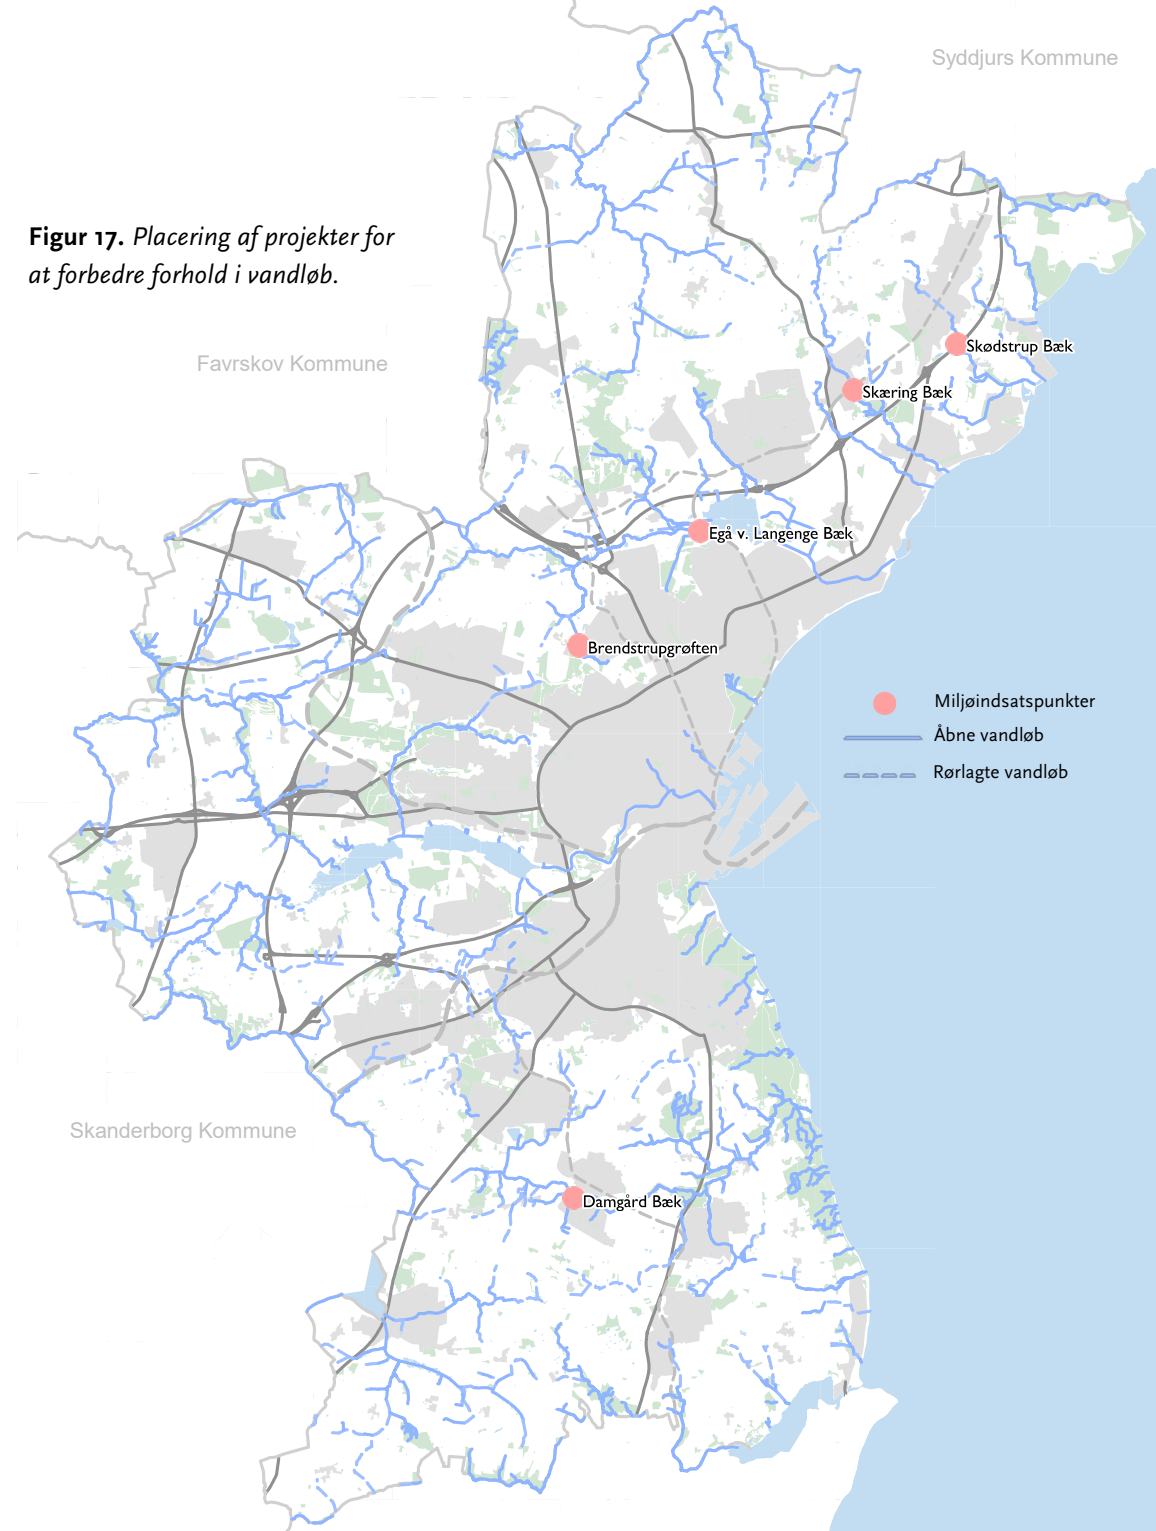 Syddjurs Kommune
Figur 17. Placering af projekter for
at forbedre forhold i vandløb.
Favrskov Kommune
Skødstrup Bæk
Skæring Bæk
Egå v. Langenge Bæk
Brendstrupgrøften
Miljøindsatspunkter
Åbne vandløb
Rørlagte vandløb
Skanderborg Kommune
Damgård Bæk